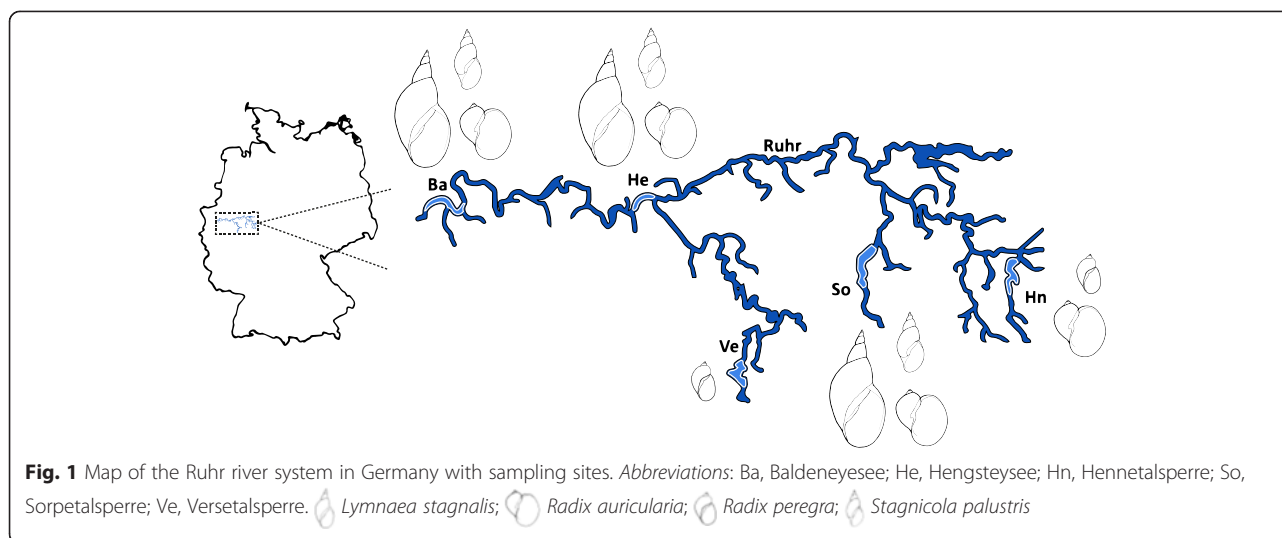 Ruhr
Ba
He
So
Hn
Ve
Fig. 1 Map of the Ruhr river system in Germany with sampling sites. Abbreviations: Ba, Baldeneyesee; He, Hengsteysee; Hn, Hennetalsperre; So,
Sorpetalsperre; Ve, Versetalsperre. Lymnaea stagnalis; Radix auricularia; Radix peregra; Stagnicola palustris